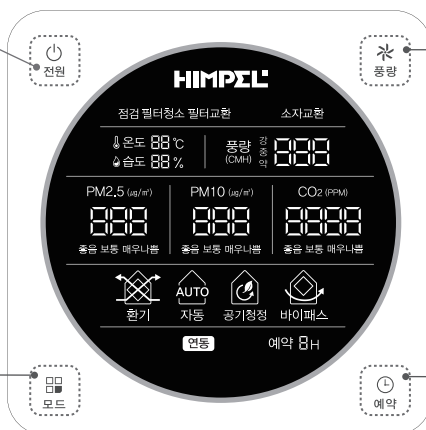 전원
풍량
HIMPEL
점검 필터청소 필터교환 소자교환
온도 88 ℃
습도 88 %
풍량 (CMH) 강 중 약 888
PM2.5 (㎍/㎥) PM10 (㎍/㎥) CO2 (PPM)
888 888 8888
좋음 보통 매우나쁨 좋음 보통 매우나쁨 좋음 보통 매우나쁨
AUTO
환기 자동 공기청정 바이패스
연동 예약 8H
모드
예약